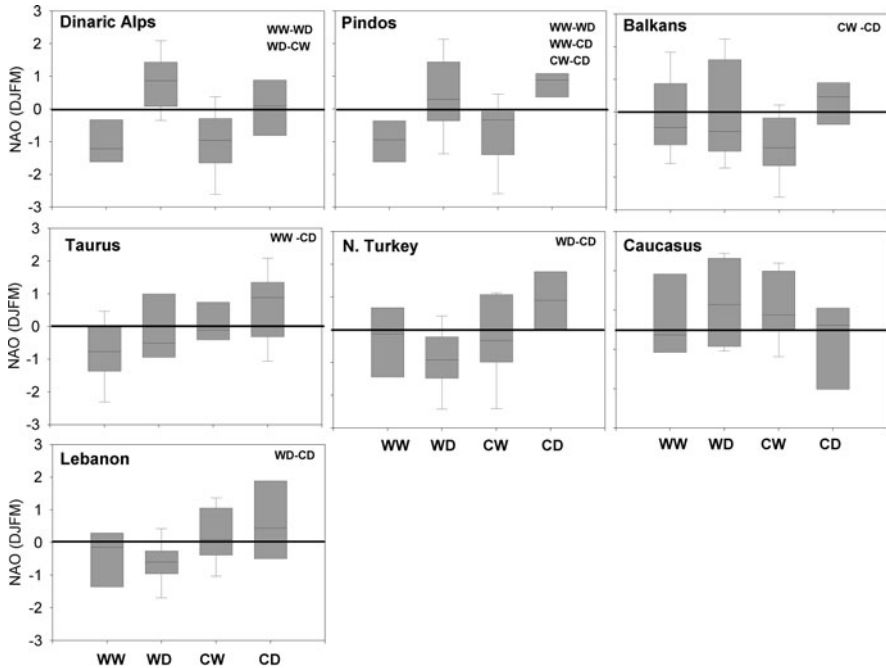 Dinaric Alps
WW-WD
WD-CW
NAO (DJFM)
3
2
1
0
-1
-2
-3
Pindos
WW-WD
WW-CD
CW-CD
Balkans
CW -CD
Taurus
WW -CD
NAO (DJFM)
3
2
1
0
-1
-2
-3
N. Turkey
WD-CD
WW WD CW CD
Caucasus
WW WD CW CD
Lebanon
WD-CD
NAO (DJFM)
3
2
1
0
-1
-2
-3
WW WD CW CD